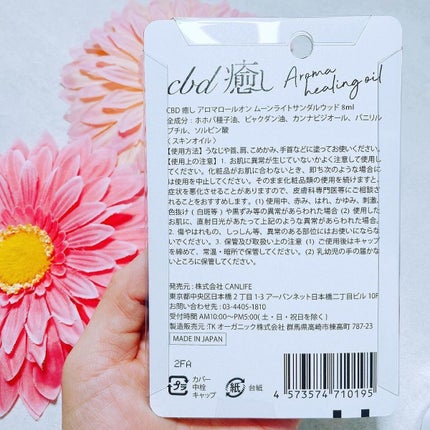 cbd 癒し Aroma healing oil
CBD 癒し アロマロールオン ムーンライトサンダルウッド 8ml
全成分：ホホバ種子油、ビャクダン油、カンナビジオール、バニリル
ブチル、ソルビン酸
〈スキンオイル〉
【使用方法】うなじや首、肩、こめかみ、手首などに塗ってお使いください。
【使用上の注意】1. お肌に異常が生じていないかよく注意して使用し
てください。化粧品がお肌に合わないとき、即ち次のような場合に
は使用を中止してください。そのまま化粧品類の使用を続けますと、
症状を悪化させることがありますので、皮膚科専門医等にご相談さ
れることをおすすめします。(1) 使用中、赤み、はれ、かゆみ、刺激、
色抜け（白斑等）や黒ずみ等の異常があらわれた場合 (2) 使用した
お肌に、直射日光があたって上記のような異常があらわれた場合。
2. 傷やはれもの、しっしん等、異常のある部位にはお使いにならな
いでください。 3. 保管及び取扱い上の注意 (1) ご使用後はキャップ
を締めて、常温・暗所で保管してください。(2) 乳幼児の手の届かな
いところに保管してください。
発売元：株式会社 CANLIFE
東京都中央区日本橋 2 丁目 1-3 アーバンネット日本橋二丁目ビル 10F
お問い合わせ先：03-4405-1810
受付時間 AM10:00～PM5:00(土・日・祝日を除く)
製造販売元：TK オーガニック株式会社 群馬県高崎市棟高町 787-23
MADE IN JAPAN
2FA
プラ カバー 中栓 キャップ 紙 台紙
4 573574 710195